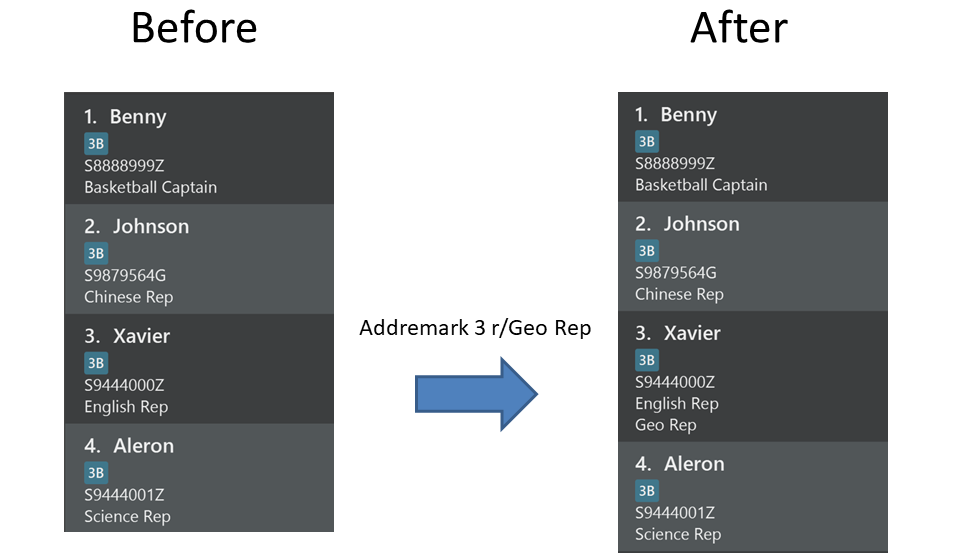 Before
After
1. Benny
3B
S8888999Z
Basketball Captain
2. Johnson
3B
S9879564G
Chinese Rep
3. Xavier
3B
S9444000Z
English Rep
4. Aleron
3B
S9444001Z
Science Rep
Addremark 3 r/Geo Rep
1. Benny
3B
S8888999Z
Basketball Captain
2. Johnson
3B
S9879564G
Chinese Rep
3. Xavier
3B
S9444000Z
English Rep
Geo Rep
4. Aleron
3B
S9444001Z
Science Rep